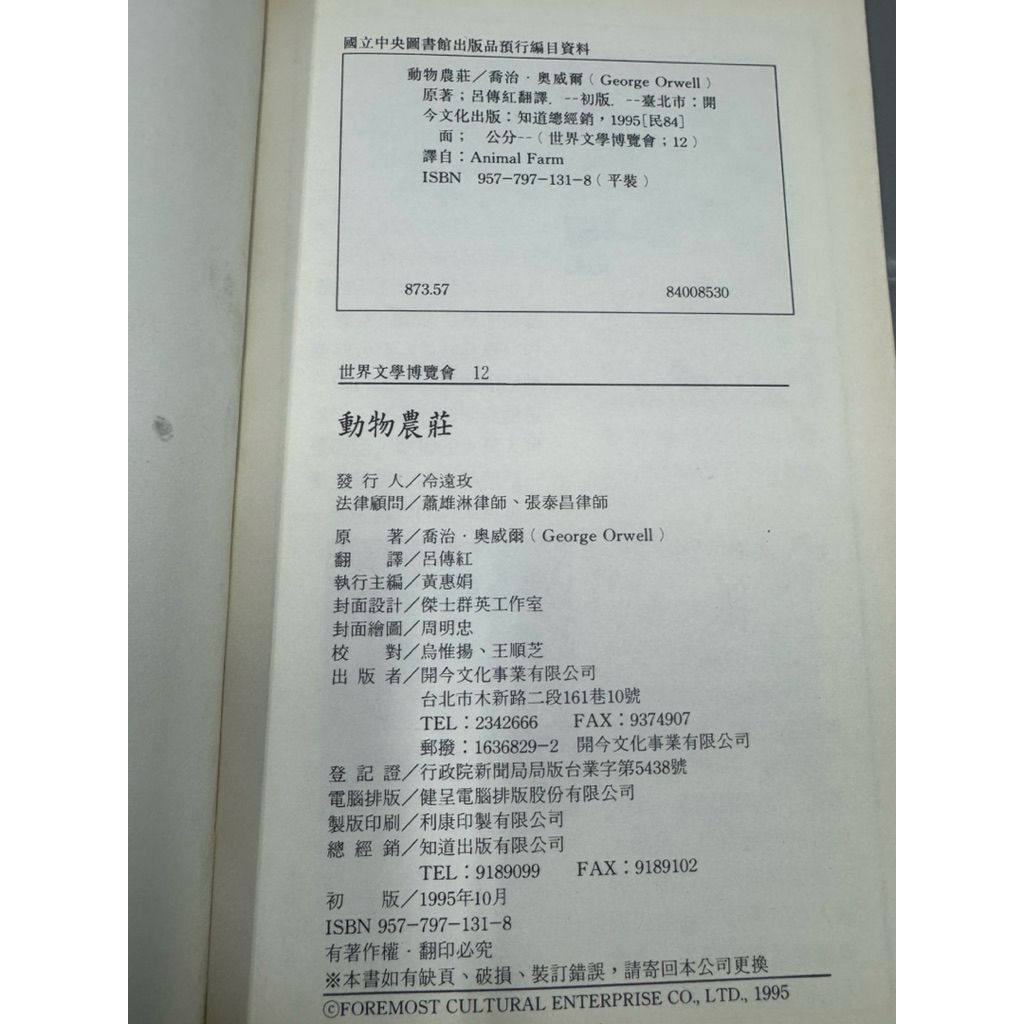 國立中央圖書館出版品預行編目資料
動物農莊／喬治·奧威爾（George Orwell）
原著；呂傳紅翻譯. --初版. --臺北市：開
今文化出版：知道總經銷，1995[民84]
面； 公分--（世界文學博覽會；12）
譯自：Animal Farm
ISBN 957-797-131-8（平裝）
873.57 84008530
世界文學博覽會 12
動物農莊
發行人／冷遠玫
法律顧問／蕭雄淋律師、張泰昌律師
原著／喬治·奧威爾（George Orwell）
翻譯／呂傳紅
執行主編／黃惠娟
封面設計／傑士群英工作室
封面繪圖／周明忠
校對／烏惟揚、王順芝
出版者／開今文化事業有限公司
台北市木新路二段161巷10號
TEL：2342666 FAX：9374907
郵撥：1636829-2 開今文化事業有限公司
登記證／行政院新聞局局版台業字第5438號
電腦排版／健呈電腦排版股份有限公司
製版印刷／利康印製有限公司
總經銷／知道出版有限公司
TEL：9189099 FAX：9189102
初版／1995年10月
ISBN 957-797-131-8
有著作權·翻印必究
※本書如有缺頁、破損、裝訂錯誤，請寄回本公司更換
©FOREMOST CULTURAL ENTERPRISE CO., LTD., 1995